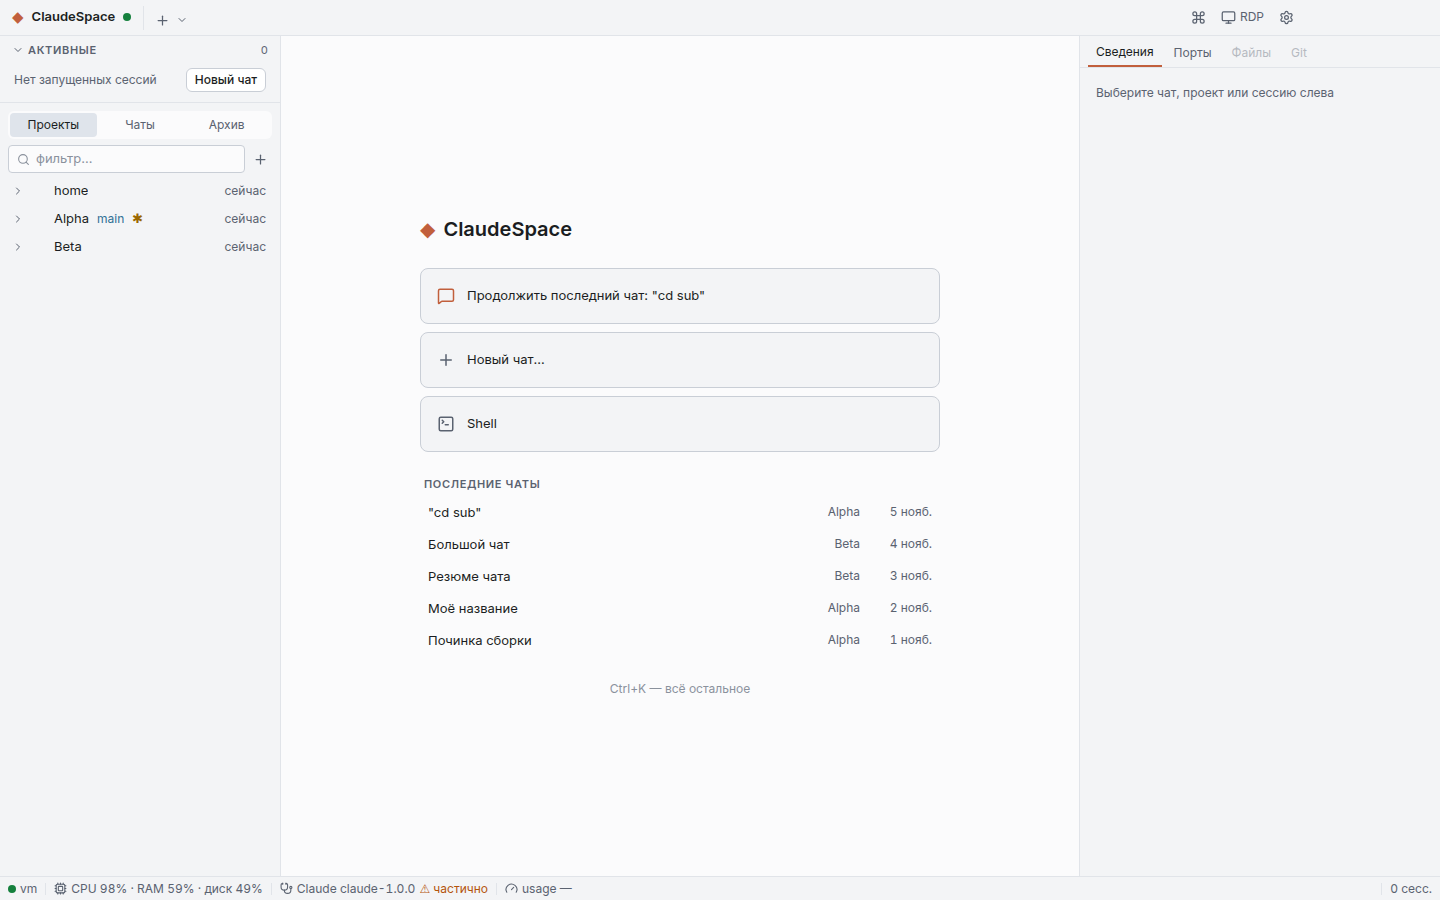 ClaudeSpace
RDP
АКТИВНЫЕ 0
Нет запущенных сессий Новый чат
Проекты Чаты Архив
фильтр...
home сейчас
Alpha main ✱ сейчас
Beta сейчас
ClaudeSpace
Продолжить последний чат: "cd sub"
Новый чат...
Shell
ПОСЛЕДНИЕ ЧАТЫ
"cd sub" Alpha 5 нояб.
Большой чат Beta 4 нояб.
Резюме чата Beta 3 нояб.
Моё название Alpha 2 нояб.
Починка сборки Alpha 1 нояб.
Ctrl+K — всё остальное
Сведения Порты Файлы Git
Выберите чат, проект или сессию слева
vm CPU 98% · RAM 59% · диск 49% Claude claude-1.0.0 ⚠ частично usage — 0 сесс.